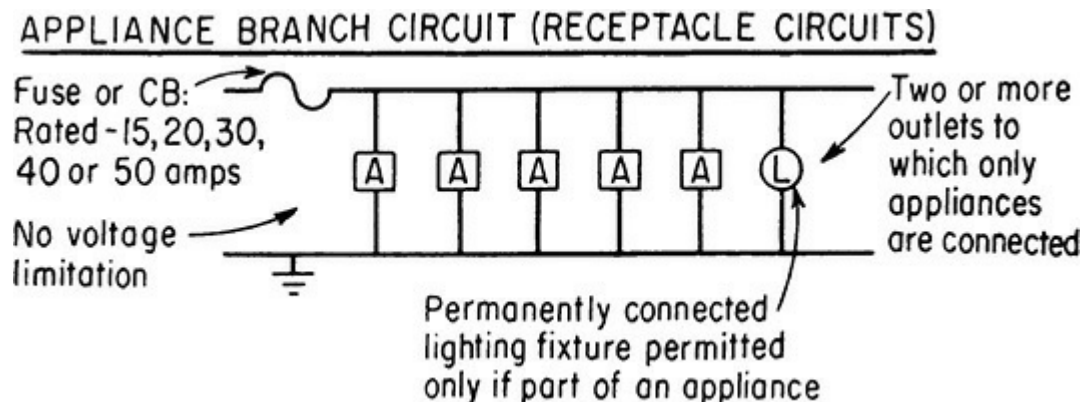 APPLIANCE BRANCH CIRCUIT (RECEPTACLE CIRCUITS)
Fuse or CB:
Rated-15,20,30,
40 or 50 amps
No voltage
limitation
A A A A A L
Two or more
outlets to
which only
appliances
are connected
Permanently connected
lighting fixture permitted
only if part of an appliance